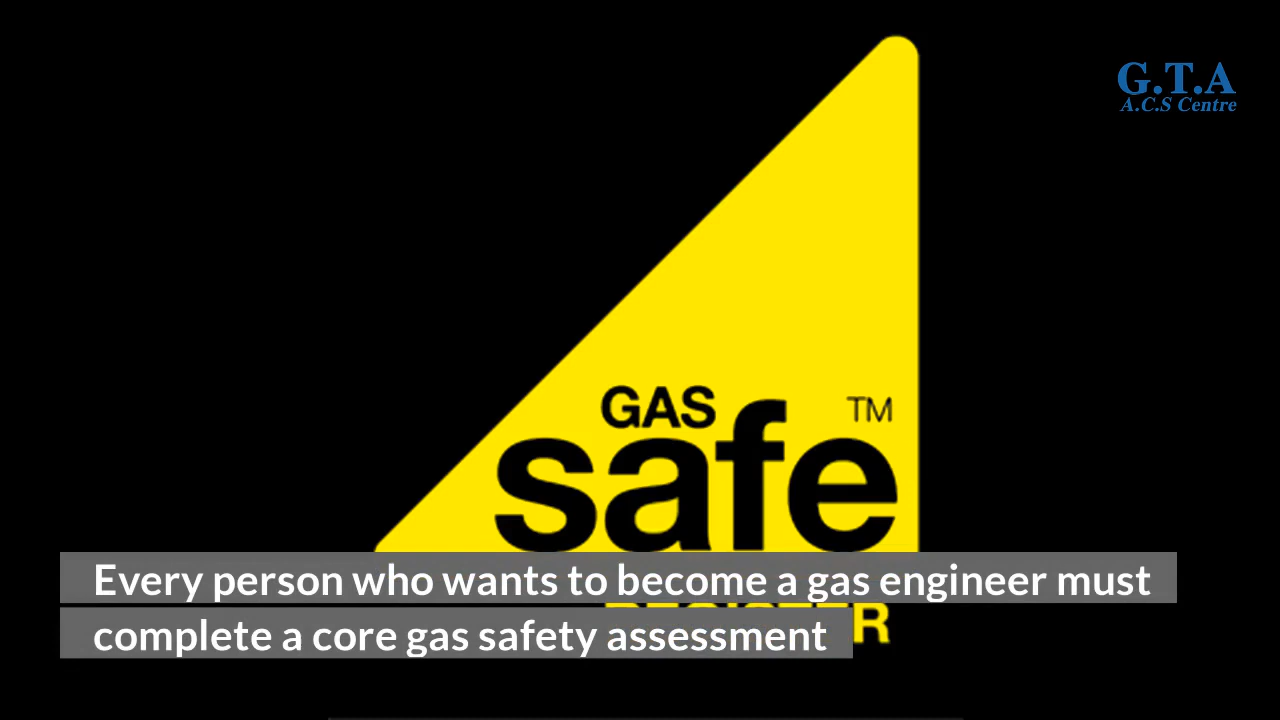 G.T.A
A.C.S Centre
GAS
safe
TM
Every person who wants to become a gas engineer must
complete a core gas safety assessment